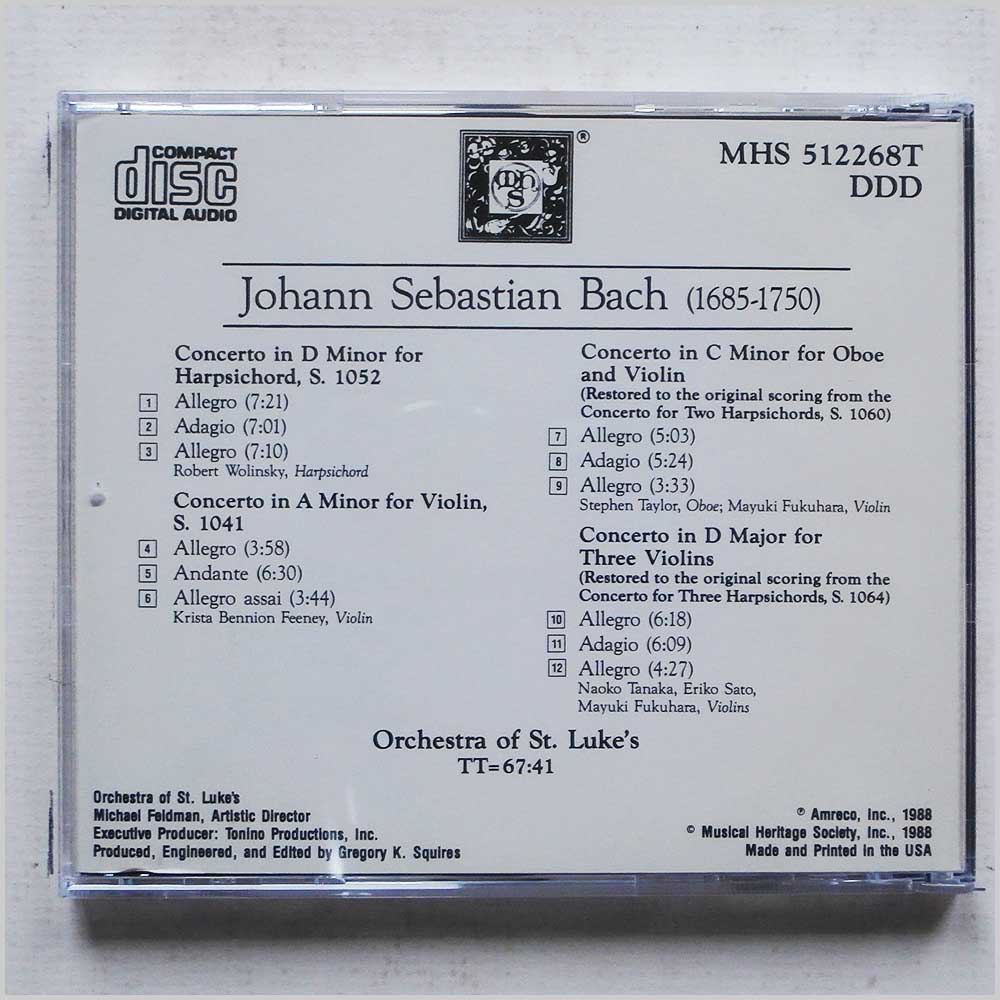 COMPACT
disc
DIGITAL AUDIO
mhs
®
MHS 512268T
DDD
Johann Sebastian Bach (1685-1750)
Concerto in D Minor for
Harpsichord, S. 1052
1 Allegro (7:21)
2 Adagio (7:01)
3 Allegro (7:10)
Robert Wolinsky, Harpsichord
Concerto in A Minor for Violin,
S. 1041
4 Allegro (3:58)
5 Andante (6:30)
6 Allegro assai (3:44)
Krista Bennion Feeney, Violin
Concerto in C Minor for Oboe
and Violin
(Restored to the original scoring from the
Concerto for Two Harpsichords, S. 1060)
7 Allegro (5:03)
8 Adagio (5:24)
9 Allegro (3:33)
Stephen Taylor, Oboe; Mayuki Fukuhara, Violin
Concerto in D Major for
Three Violins
(Restored to the original scoring from the
Concerto for Three Harpsichords, S. 1064)
10 Allegro (6:18)
11 Adagio (6:09)
12 Allegro (4:27)
Naoko Tanaka, Eriko Sato,
Mayuki Fukuhara, Violins
Orchestra of St. Luke's
TT=67:41
Orchestra of St. Luke's
Michael Feldman, Artistic Director
Executive Producer: Tonino Productions, Inc.
Produced, Engineered, and Edited by Gregory K. Squires
℗ Amreco, Inc., 1988
© Musical Heritage Society, Inc., 1988
Made and Printed in the USA